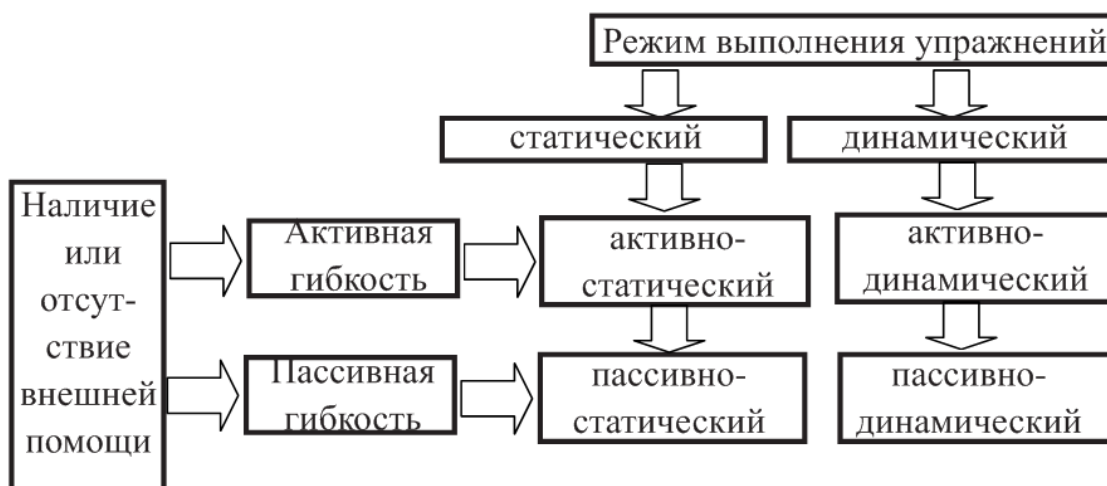 Режим выполнения упражнений
статический
динамический
Наличие
или
отсут-
ствие
внешней
помощи
Активная
гибкость
активно-
статический
активно-
динамический
Пассивная
гибкость
пассивно-
статический
пассивно-
динамический